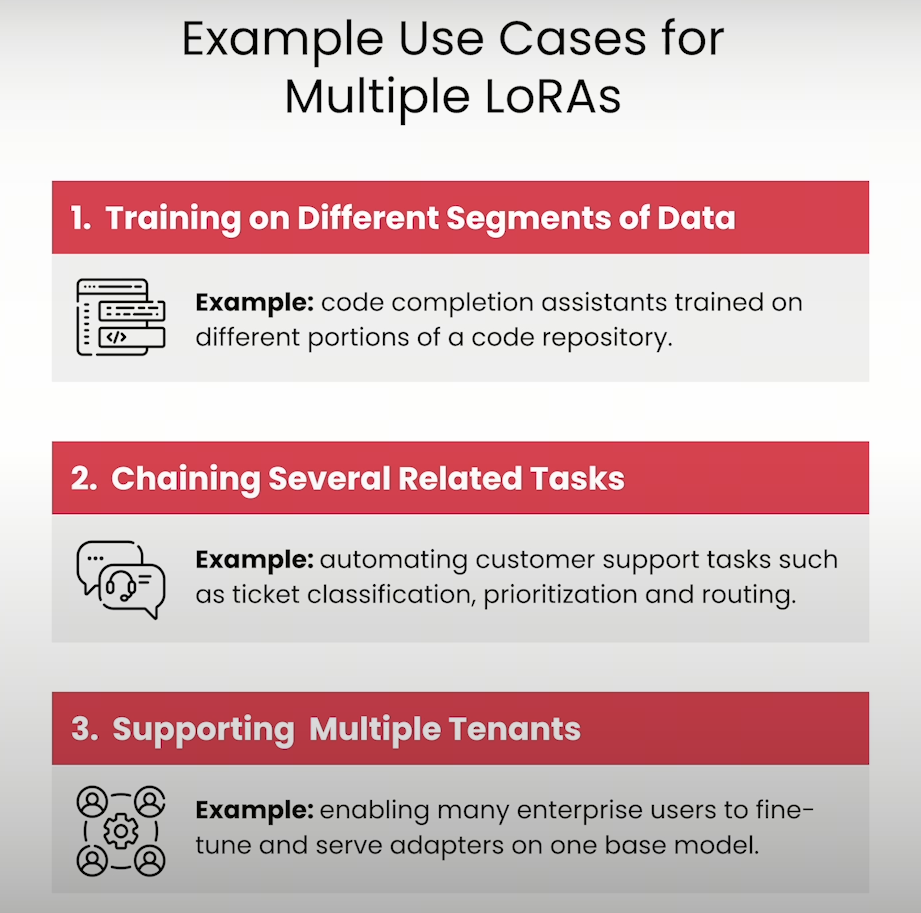 Example Use Cases for
Multiple LoRAs
1. Training on Different Segments of Data
Example: code completion assistants trained on
different portions of a code repository.
</>
2. Chaining Several Related Tasks
Example: automating customer support tasks such
as ticket classification, prioritization and routing.
3. Supporting Multiple Tenants
Example: enabling many enterprise users to fine-
tune and serve adapters on one base model.